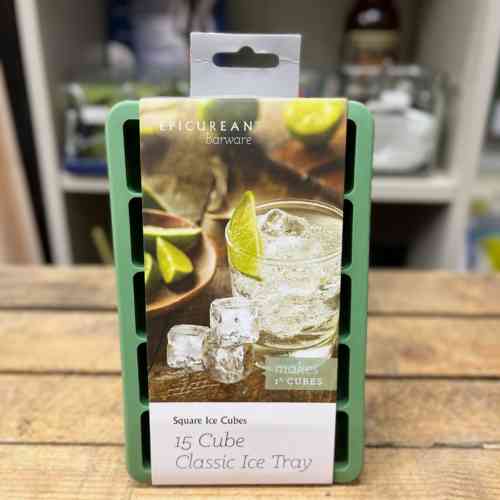 EPICUREAN
barware
makes
1" CUBES
Square Ice Cubes
15 Cube
Classic Ice Tray